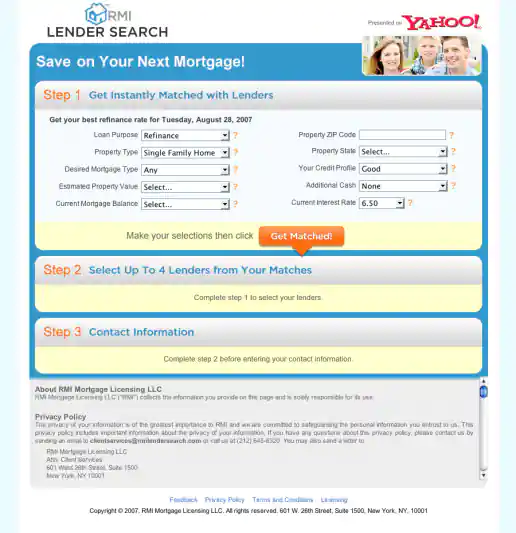 RMI
LENDER SEARCH
Presented on YAHOO!
Save on Your Next Mortgage!
Step 1 Get Instantly Matched with Lenders
Get your best refinance rate for Tuesday, August 28, 2007
Loan Purpose Refinance ? Property ZIP Code ?
Property Type Single Family Home ? Property State Select... ?
Desired Mortgage Type Any ? Your Credit Profile Good ?
Estimated Property Value Select... ? Additional Cash None ?
Current Mortgage Balance Select... ? Current Interest Rate 6.50 ?
Make your selections then click Get Matched!
Step 2 Select Up To 4 Lenders from Your Matches
Complete step 1 to select your lenders.
Step 3 Contact Information
Complete step 2 before entering your contact information.
About RMI Mortgage Licensing LLC
RMI Mortgage Licensing LLC ("RMI") collects the information you provide on this page and is solely responsible for its use.
Privacy Policy
The privacy of your information is of the greatest importance to RMI and we are committed to safeguarding the personal information you entrust to us. This
privacy policy includes important information about the privacy of your information. If you have any questions about this privacy policy, please contact us by
sending an email to clientservices@rmilendersearch.com or call us at (212) 645-8320. You may also send a letter to:
RMI Mortgage Licensing LLC
Attn: Client Services
601 West 26th Street, Suite 1500
New York, NY 10001
Feedback Privacy Policy Terms and Conditions Licensing
Copyright © 2007. RMI Mortgage Licensing LLC. All rights reserved. 601 W. 26th Street, Suite 1500, New York, NY, 10001